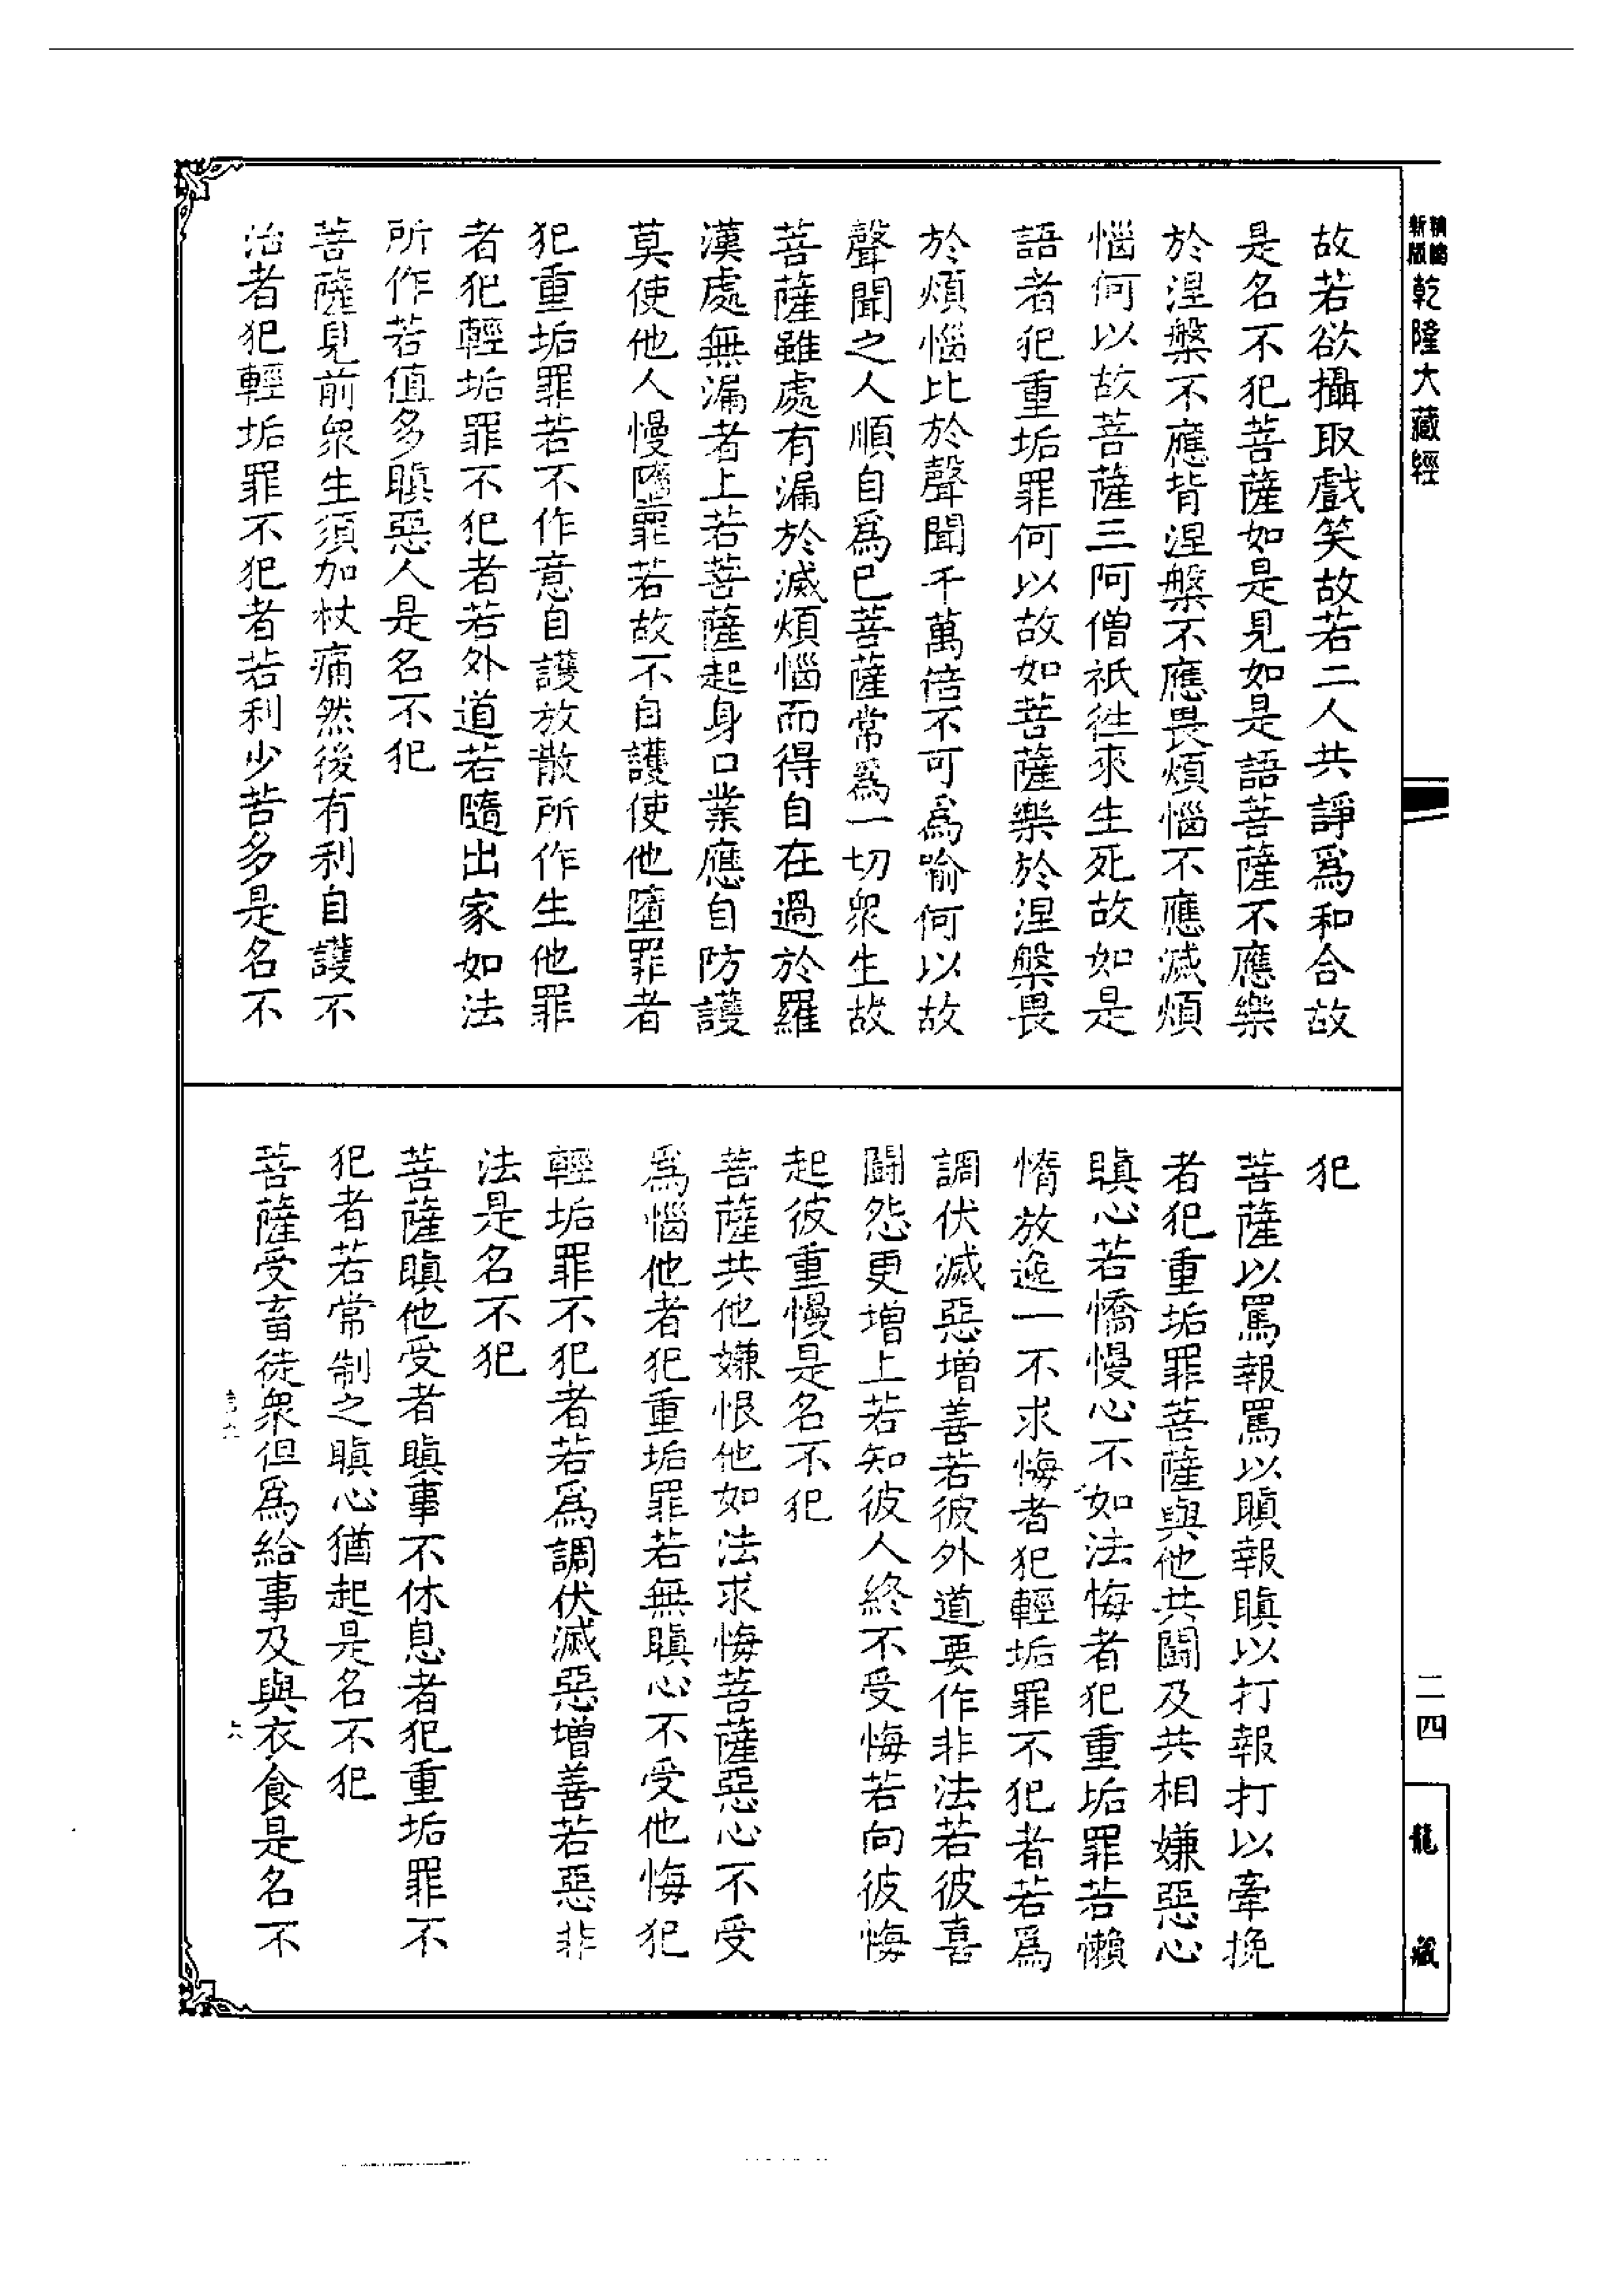 新版
乾隆大藏經
故若欲攝取戲笑故若二人共諍爲和合故
是名不犯菩薩如是見如是語菩薩不應樂
於涅槃不應背涅槃不應畏煩惱不應滅煩
惱何以故菩薩三阿僧祇徃來生死故如是
語者犯重垢罪何以故如菩薩樂於涅槃畏
於煩惱比於聲聞千萬倍不可爲喻何以故
聲聞之人順自爲已菩薩常爲一切衆生故
菩薩雖處有漏於滅煩惱而得自在過於羅
漢處無漏者上若菩薩起身口業應自防護
莫使他人慢墮罪若故不自護使他墮罪者
犯重垢罪若不作意自護放散所作生他罪
者犯輕垢罪不犯者若外道若隨出家如法
所作若值多瞋惡人是名不犯
菩薩見前衆生須加杖痛然後有利自護不
治者犯輕垢罪不犯者若利少苦多是名不
犯
菩薩以罵報罵以瞋報瞋以打報打以牽挽
者犯重垢罪菩薩與他共鬪及共相嫌惡心
瞋心若憍慢心不如法悔者犯重垢罪若懶
惰放逸一不求悔者犯輕垢罪不犯者若爲
調伏滅惡增善若彼外道要作非法若彼喜
鬪怨更增上若知彼人終不受悔若向彼悔
起彼重慢是名不犯
菩薩共他嫌恨他如法求悔菩薩惡心不受
爲惱他者犯重垢罪若無瞋心不受他悔犯
輕垢罪不犯者若爲調伏滅惡增善若惡非
法是名不犯
菩薩瞋他受者瞋事不休息者犯重垢罪不
犯者若常制之瞋心猶起是名不犯
菩薩受畜徒衆但爲給事及與衣食是名不
六
二四
龍藏